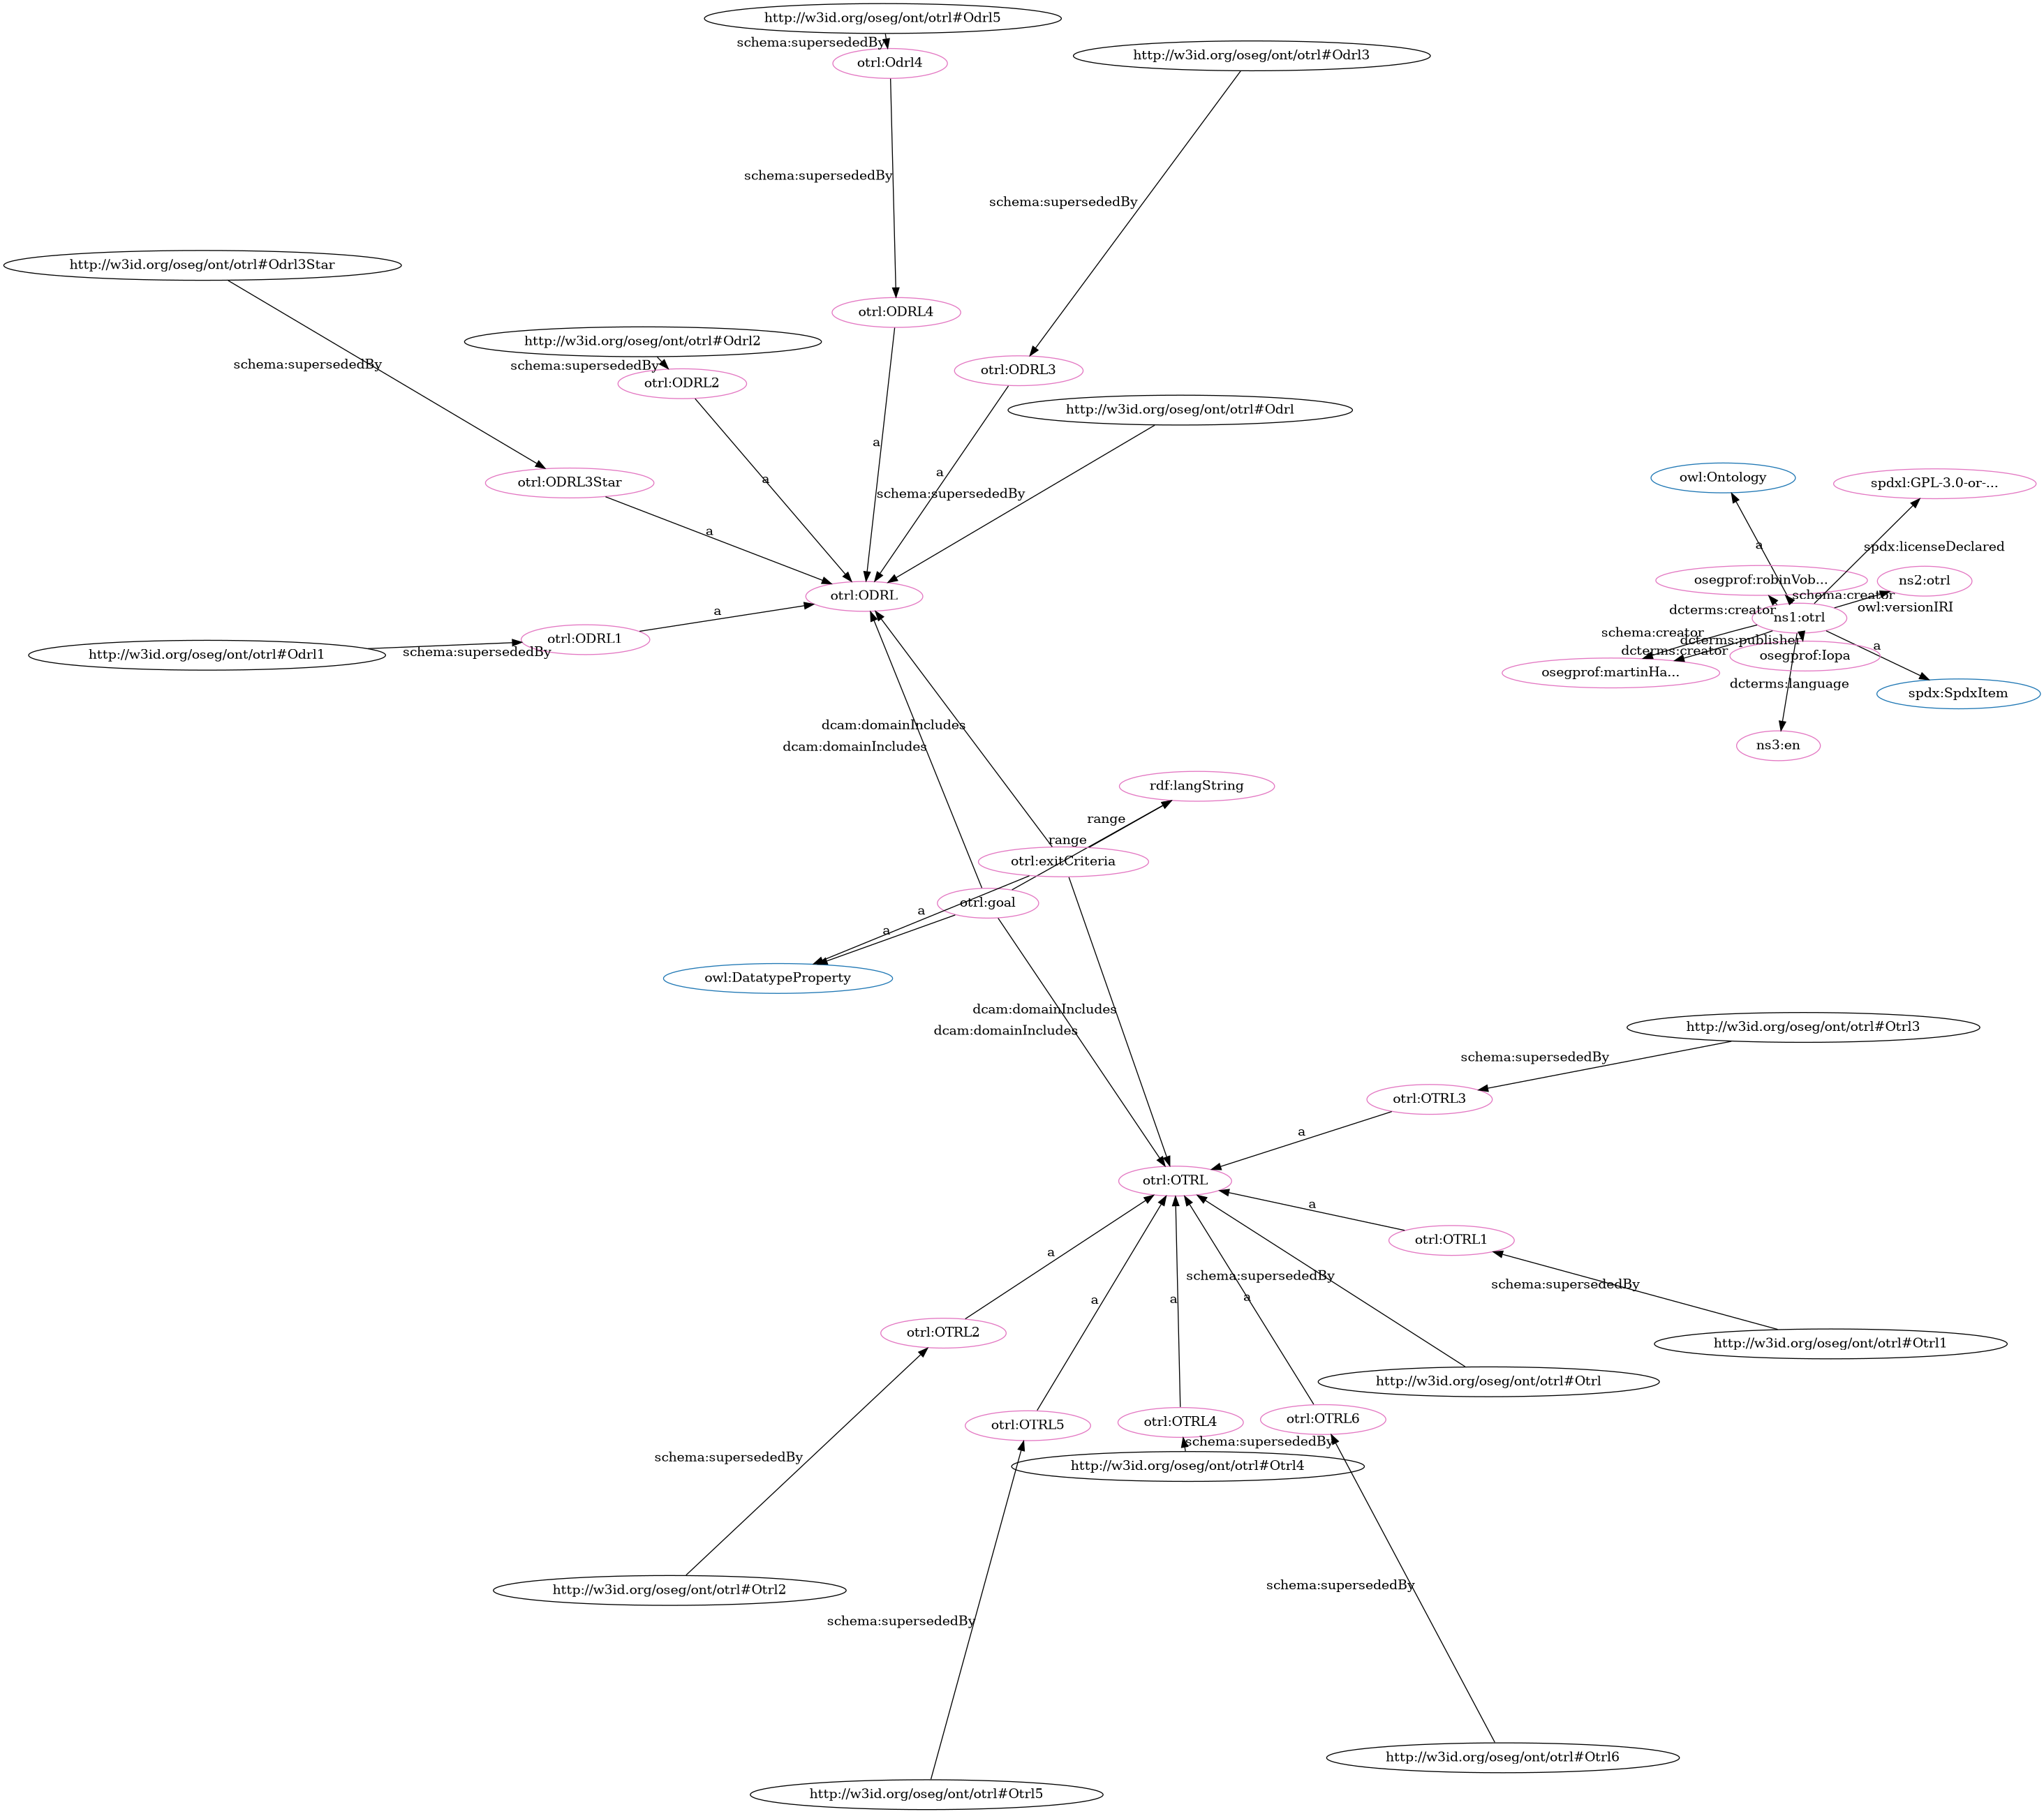 http://w3id.org/oseg/ont/otrl#Odrl5
schema:supersededBy
otrl:Odrl4
http://w3id.org/oseg/ont/otrl#Odrl3
schema:supersededBy
schema:supersededBy
http://w3id.org/oseg/ont/otrl#Odrl3Star
otrl:ODRL4
http://w3id.org/oseg/ont/otrl#Odrl2
schema:supersededBy
schema:supersededBy
otrl:ODRL3
otrl:ODRL2
http://w3id.org/oseg/ont/otrl#Odrl
a
a
a
otrl:ODRL3Star
schema:supersededBy
a
otrl:ODRL
a
otrl:ODRL1
schema:supersededBy
http://w3id.org/oseg/ont/otrl#Odrl1
owl:Ontology
spdxl:GPL-3.0-or-...
a
spdx:licenseDeclared
osegprof:robinVob...
ns2:otrl
schema:creator
owl:versionIRI
dcterms:creator
ns1:otrl
schema:creator
dcterms:publisher
dcterms:creator
a
osegprof:Iopa
osegprof:martinHa...
dcterms:language
spdx:SpdxItem
ns3:en
dcam:domainIncludes
dcam:domainIncludes
rdf:langString
range
range
otrl:exitCriteria
otrl:goal
a
a
owl:DatatypeProperty
dcam:domainIncludes
dcam:domainIncludes
http://w3id.org/oseg/ont/otrl#Otrl3
schema:supersededBy
otrl:OTRL3
a
otrl:OTRL
a
otrl:OTRL1
a
schema:supersededBy
schema:supersededBy
a
a
a
otrl:OTRL2
http://w3id.org/oseg/ont/otrl#Otrl1
http://w3id.org/oseg/ont/otrl#Otrl
otrl:OTRL5
otrl:OTRL4
otrl:OTRL6
schema:supersededBy
schema:supersededBy
http://w3id.org/oseg/ont/otrl#Otrl4
http://w3id.org/oseg/ont/otrl#Otrl2
schema:supersededBy
schema:supersededBy
http://w3id.org/oseg/ont/otrl#Otrl6
http://w3id.org/oseg/ont/otrl#Otrl5